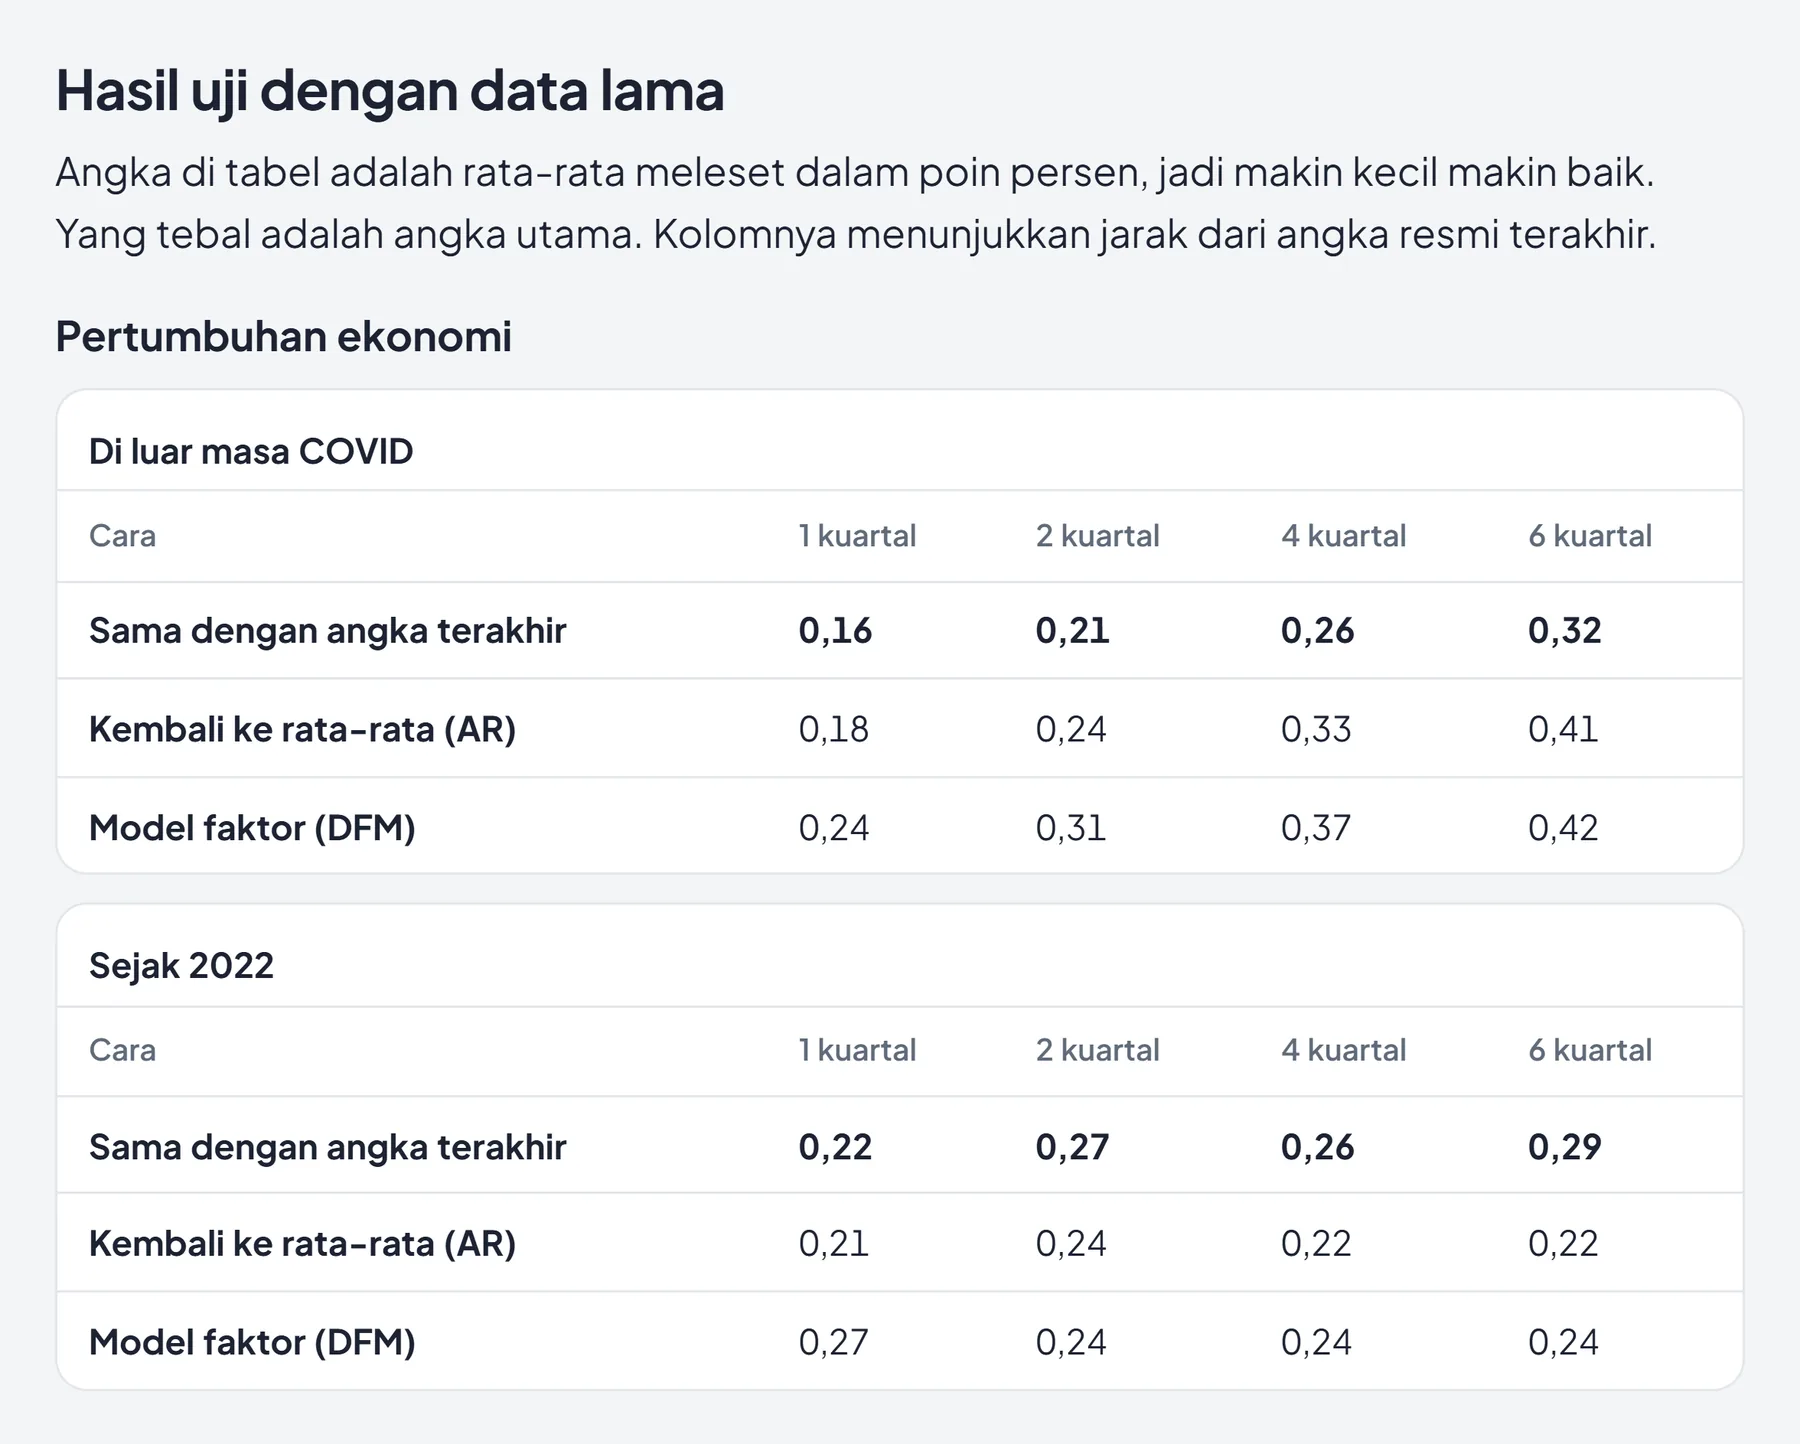 Hasil uji dengan data lama
Angka di tabel adalah rata-rata meleset dalam poin persen, jadi makin kecil makin baik.
Yang tebal adalah angka utama. Kolomnya menunjukkan jarak dari angka resmi terakhir.
Pertumbuhan ekonomi
Di luar masa COVID
Cara 1 kuartal 2 kuartal 4 kuartal 6 kuartal
Sama dengan angka terakhir 0,16 0,21 0,26 0,32
Kembali ke rata-rata (AR) 0,18 0,24 0,33 0,41
Model faktor (DFM) 0,24 0,31 0,37 0,42
Sejak 2022
Cara 1 kuartal 2 kuartal 4 kuartal 6 kuartal
Sama dengan angka terakhir 0,22 0,27 0,26 0,29
Kembali ke rata-rata (AR) 0,21 0,24 0,22 0,22
Model faktor (DFM) 0,27 0,24 0,24 0,24